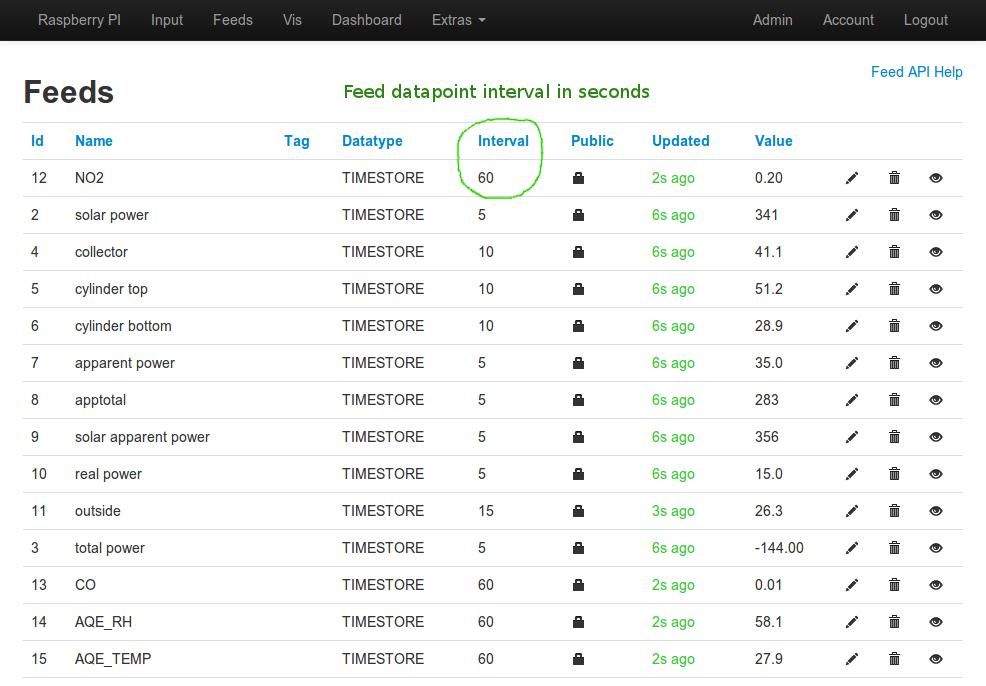 Raspberry PI Input Feeds Vis Dashboard Extras Admin Account Logout
Feed API Help
Feeds Feed datapoint interval in seconds
Id Name Tag Datatype Interval Public Updated Value
12 NO2 TIMESTORE 60 2s ago 0.20
2 solar power TIMESTORE 5 6s ago 341
4 collector TIMESTORE 10 6s ago 41.1
5 cylinder top TIMESTORE 10 6s ago 51.2
6 cylinder bottom TIMESTORE 10 6s ago 28.9
7 apparent power TIMESTORE 5 6s ago 35.0
8 apptotal TIMESTORE 5 6s ago 283
9 solar apparent power TIMESTORE 5 6s ago 356
10 real power TIMESTORE 5 6s ago 15.0
11 outside TIMESTORE 15 3s ago 26.3
3 total power TIMESTORE 5 6s ago -144.00
13 CO TIMESTORE 60 2s ago 0.01
14 AQE_RH TIMESTORE 60 2s ago 58.1
15 AQE_TEMP TIMESTORE 60 2s ago 27.9